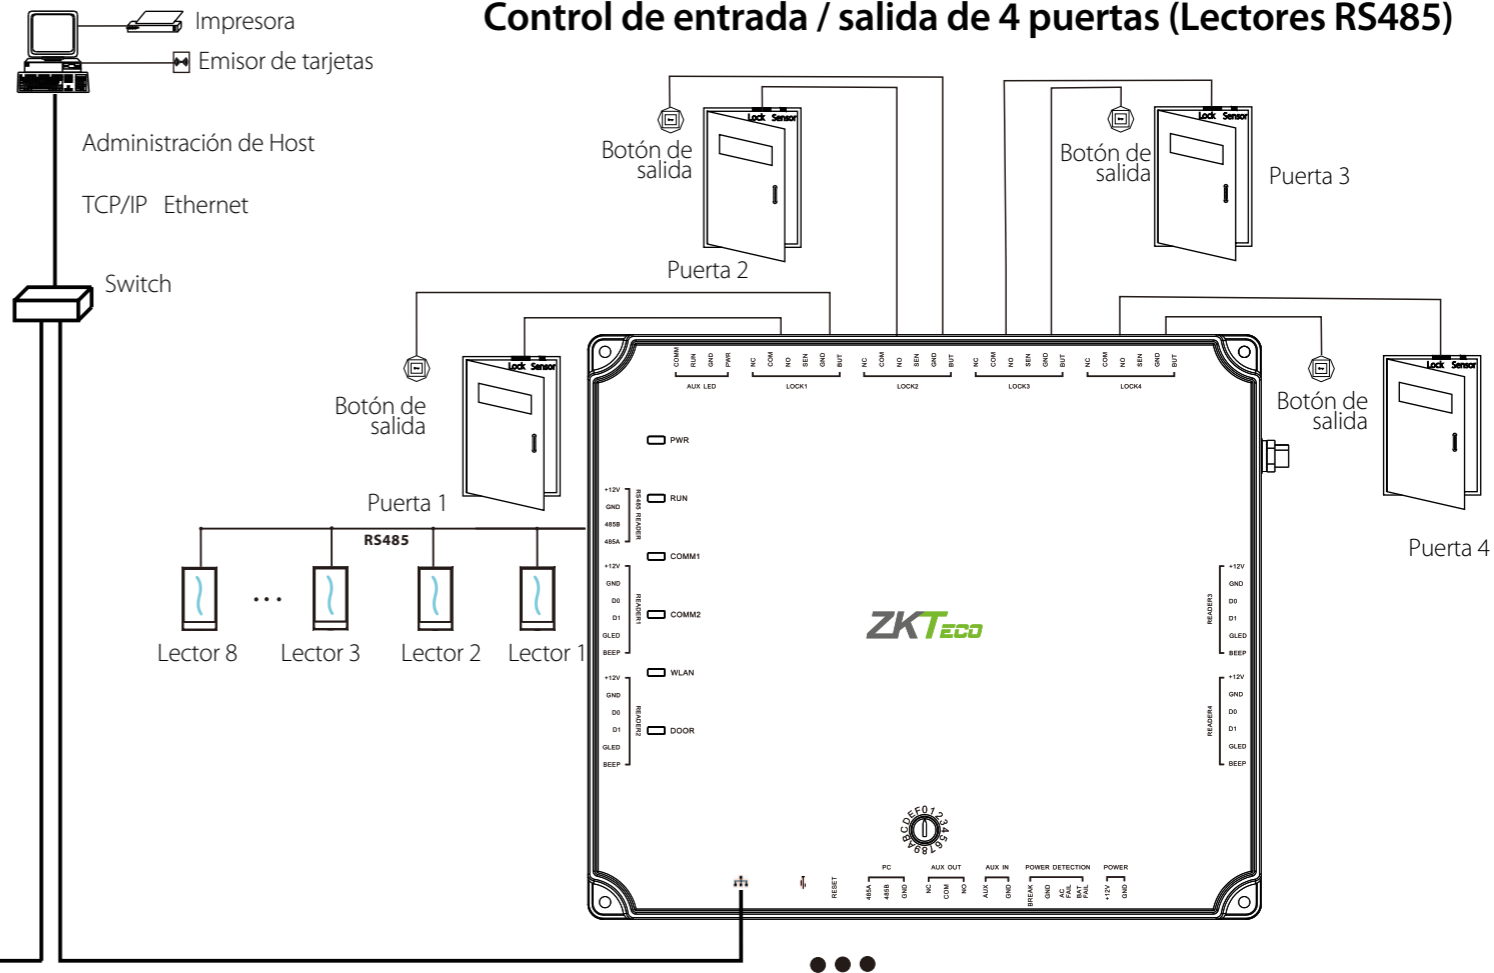 Control de entrada / salida de 4 puertas (Lectores RS485)
Impresora
Emisor de tarjetas
Administración de Host
TCP/IP Ethernet
Switch
Botón de
salida
Lock Sensor
Puerta 2
Botón de
salida
Lock Sensor
Puerta 3
Botón de
salida
Lock Sensor
Puerta 1
Botón de
salida
Lock Sensor
Puerta 4
RS485
Lector 8
...
Lector 3
Lector 2
Lector 1
COMM
RUN
GND
PWR
AUX LED
NC
COM
NO
SEN
GND
BUT
LOCK1
NC
COM
NO
SEN
GND
BUT
LOCK2
NC
COM
NO
SEN
GND
BUT
LOCK3
NC
COM
NO
SEN
GND
BUT
LOCK4
PWR
RUN
COMM1
COMM2
WLAN
DOOR
+12V
GND
485B
485A
RS485 READER
+12V
GND
D0
D1
GLED
BEEP
READER1
+12V
GND
D0
D1
GLED
BEEP
READER2
ZKTECO
+12V
GND
D0
D1
GLED
BEEP
READER3
+12V
GND
D0
D1
GLED
BEEP
READER4
0123456789ABCDEF
RESET
PC
485A
485B
GND
AUX OUT
NC
COM
NO
AUX IN
AUX
GND
POWER DETECTION
BREAK
GND
AC
FAIL
BAT
FAIL
POWER
+12V
GND